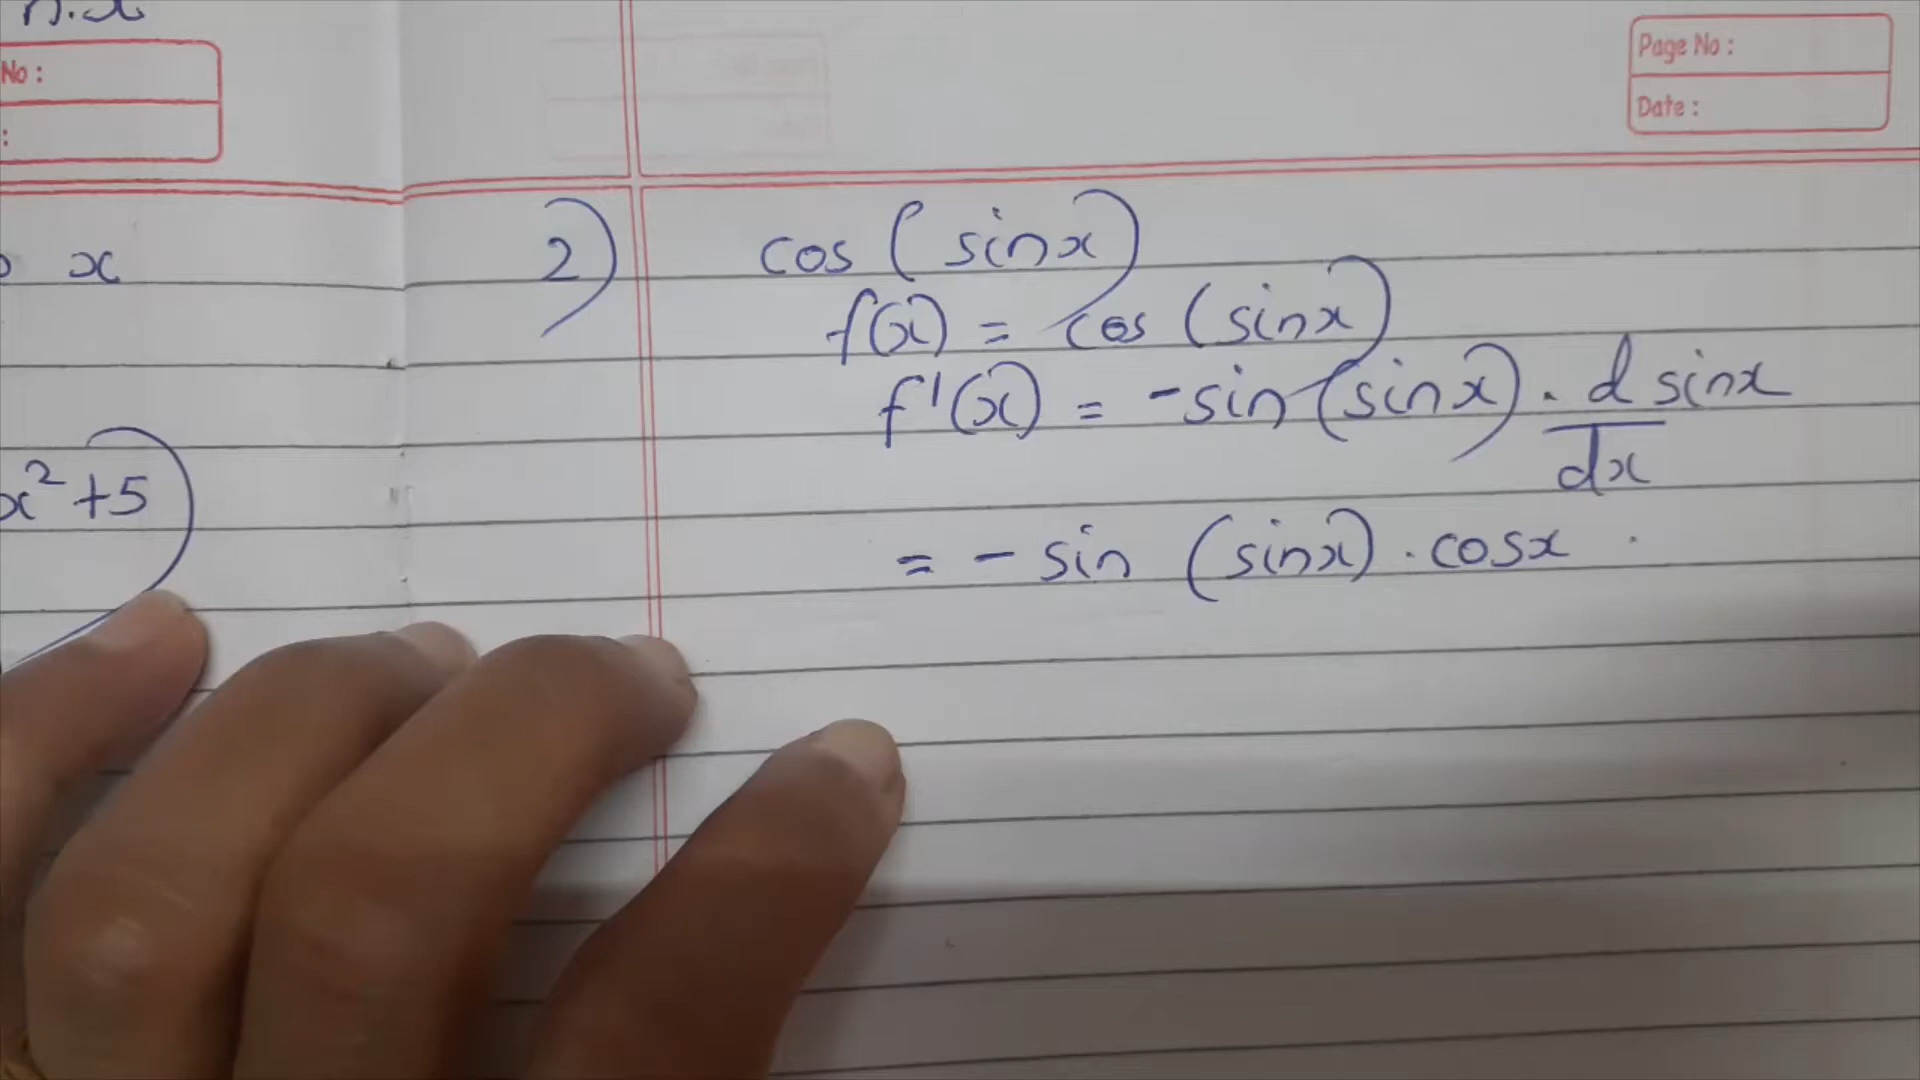 No :
:
x
x² + 5
Page No :
Date :
2) cos (sinx)
f(x) = cos (sinx)
f'(x) = -sin (sinx) . d sinx
dx
= - sin (sinx) . cosx .